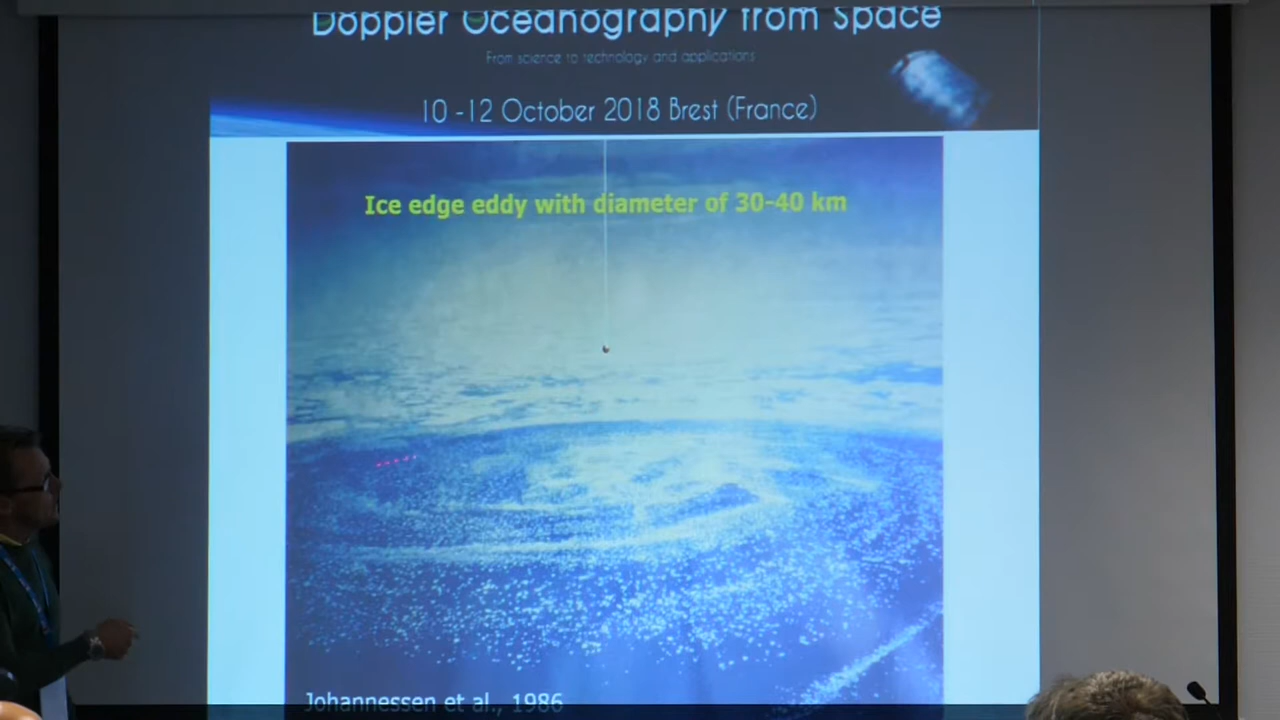 Doppler Oceanography from Space
From science to technology and applications
10 -12 October 2018 Brest (France)
Ice edge eddy with diameter of 30-40 km
Johannessen et al., 1986